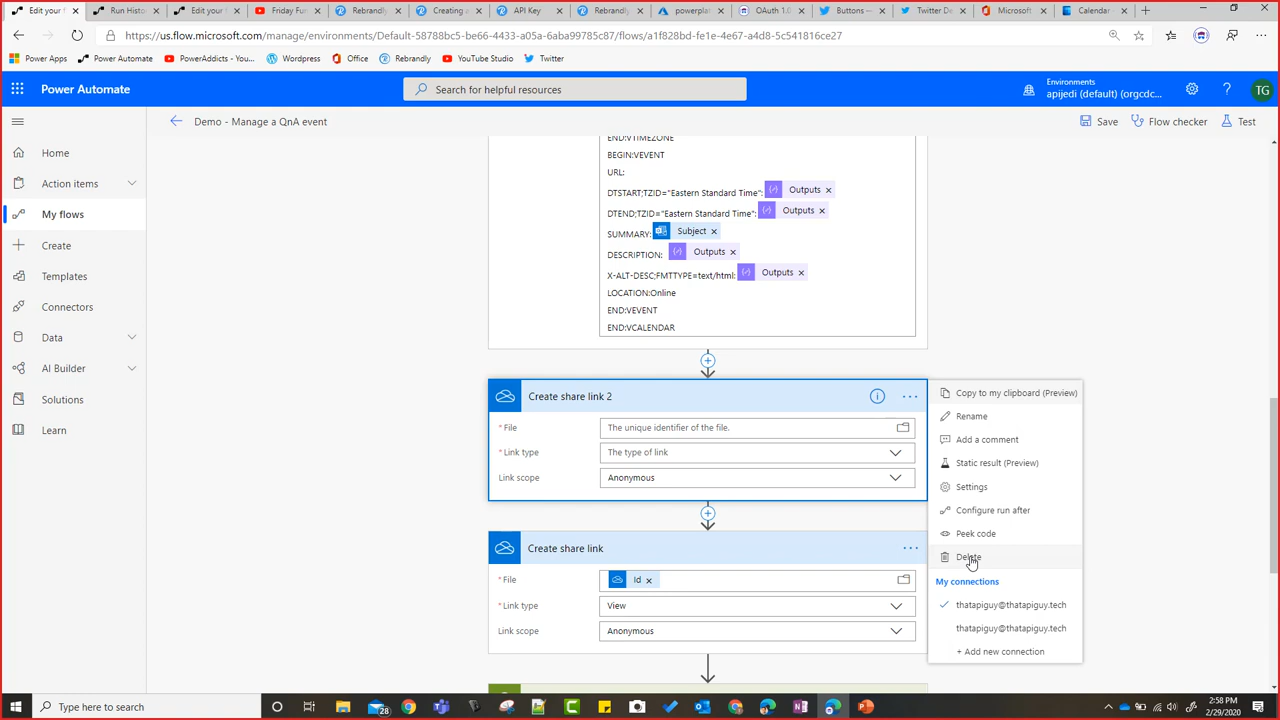 Edit your f
Run Histo
Edit your f
Friday Fun
Rebrandly
Creating a
API Key
Rebrandly
powerplat
OAuth 1.0
Buttons —
Twitter De
Microsoft
Calendar -
https://us.flow.microsoft.com/manage/environments/Default-58788bc5-be66-4433-a05a-6aba99785c87/flows/a1f828bd-fe1e-4e67-a4d8-5c541816ce27
Power Apps
Power Automate
PowerAddicts - You...
Wordpress
Office
Rebrandly
YouTube Studio
Twitter
Power Automate
Search for helpful resources
Environments
apijedi (default) (orgcdc...
?
TG
Demo - Manage a QnA event
Save
Flow checker
Test
Home
Action items
My flows
Create
Templates
Connectors
Data
AI Builder
Solutions
Learn
END:VTIMEZONE
BEGIN:VEVENT
URL:
DTSTART;TZID="Eastern Standard Time": Outputs ×
DTEND;TZID="Eastern Standard Time": Outputs ×
SUMMARY: Subject ×
DESCRIPTION: Outputs ×
X-ALT-DESC;FMTTYPE=text/html: Outputs ×
LOCATION:Online
END:VEVENT
END:VCALENDAR
Create share link 2
* File The unique identifier of the file.
* Link type The type of link
Link scope Anonymous
Create share link
* File Id ×
* Link type View
Link scope Anonymous
Copy to my clipboard (Preview)
Rename
Add a comment
Static result (Preview)
Settings
Configure run after
Peek code
Delete
My connections
thatapiguy@thatapiguy.tech
thatapiguy@thatapiguy.tech
+ Add new connection
Type here to search
28
2:58 PM
2/29/2020